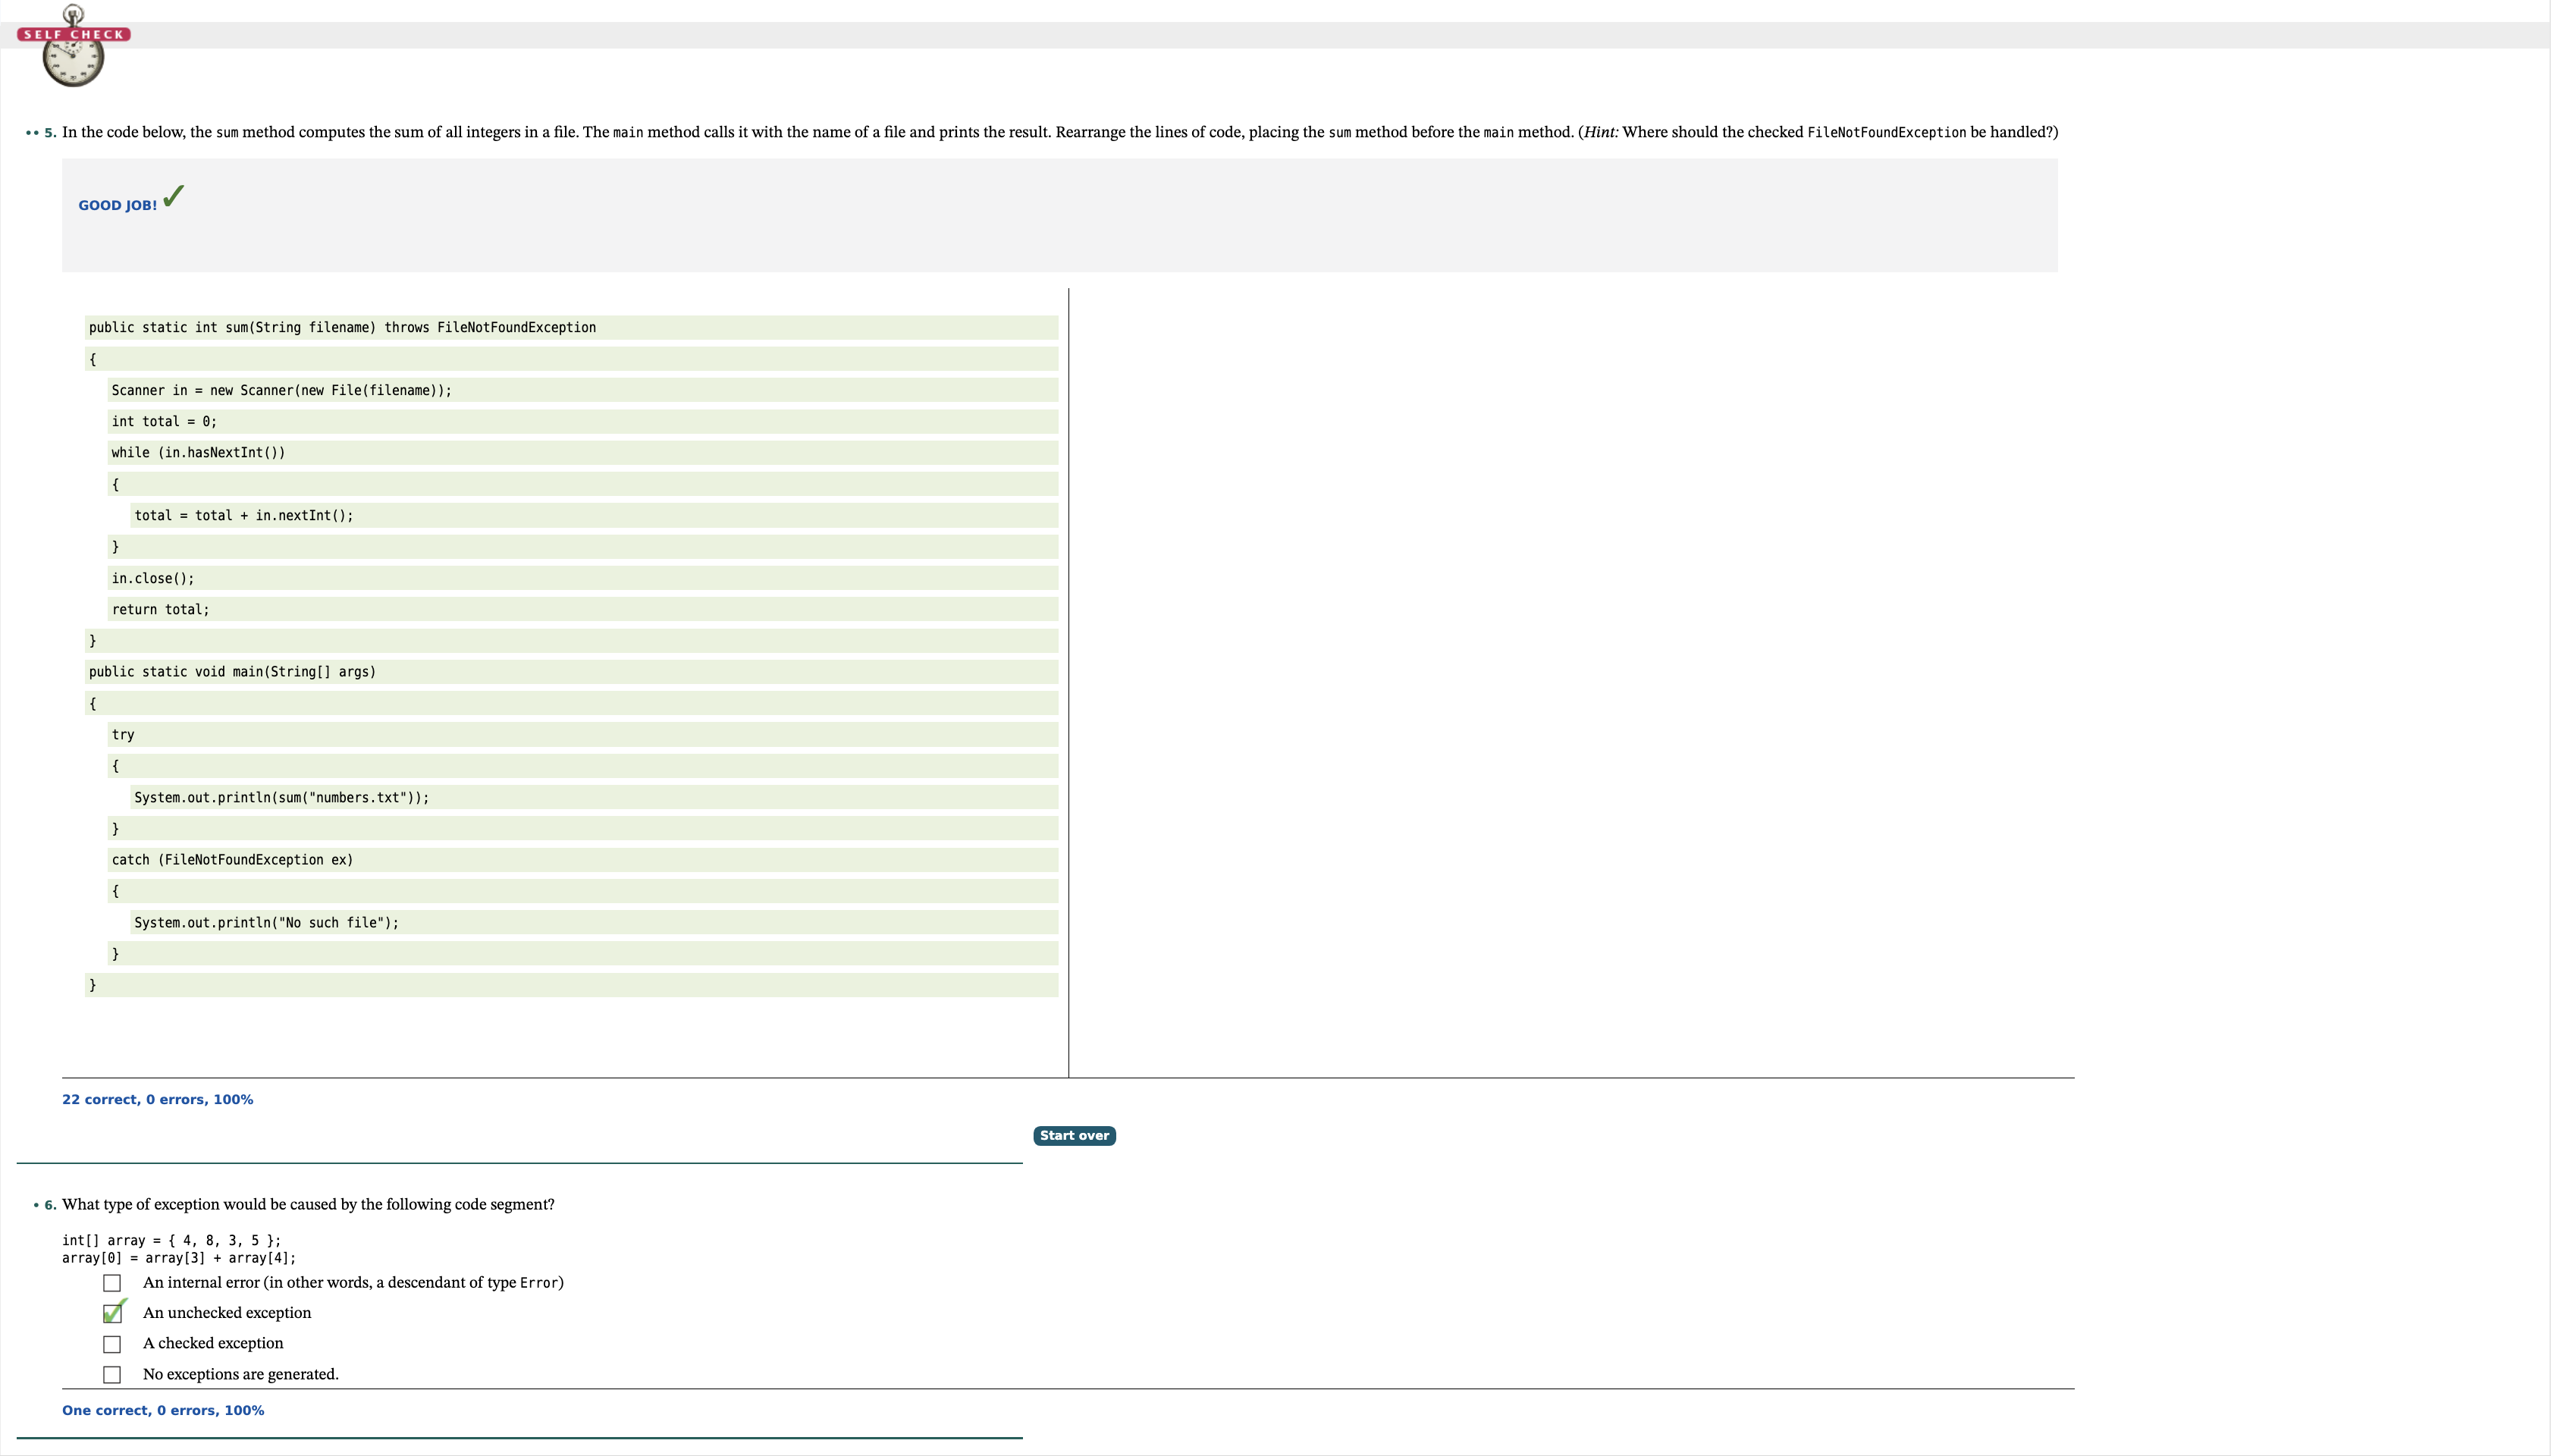 SELF CHECK
•• 5. In the code below, the sum method computes the sum of all integers in a file. The main method calls it with the name of a file and prints the result. Rearrange the lines of code, placing the sum method before the main method. (Hint: Where should the checked FileNotFoundException be handled?)
GOOD JOB! ✓
public static int sum(String filename) throws FileNotFoundException
{
Scanner in = new Scanner(new File(filename));
int total = 0;
while (in.hasNextInt())
{
total = total + in.nextInt();
}
in.close();
return total;
}
public static void main(String[] args)
{
try
{
System.out.println(sum("numbers.txt"));
}
catch (FileNotFoundException ex)
{
System.out.println("No such file");
}
}
22 correct, 0 errors, 100%
Start over
• 6. What type of exception would be caused by the following code segment?
int[] array = { 4, 8, 3, 5 };
array[0] = array[3] + array[4];
An internal error (in other words, a descendant of type Error)
An unchecked exception
A checked exception
No exceptions are generated.
One correct, 0 errors, 100%